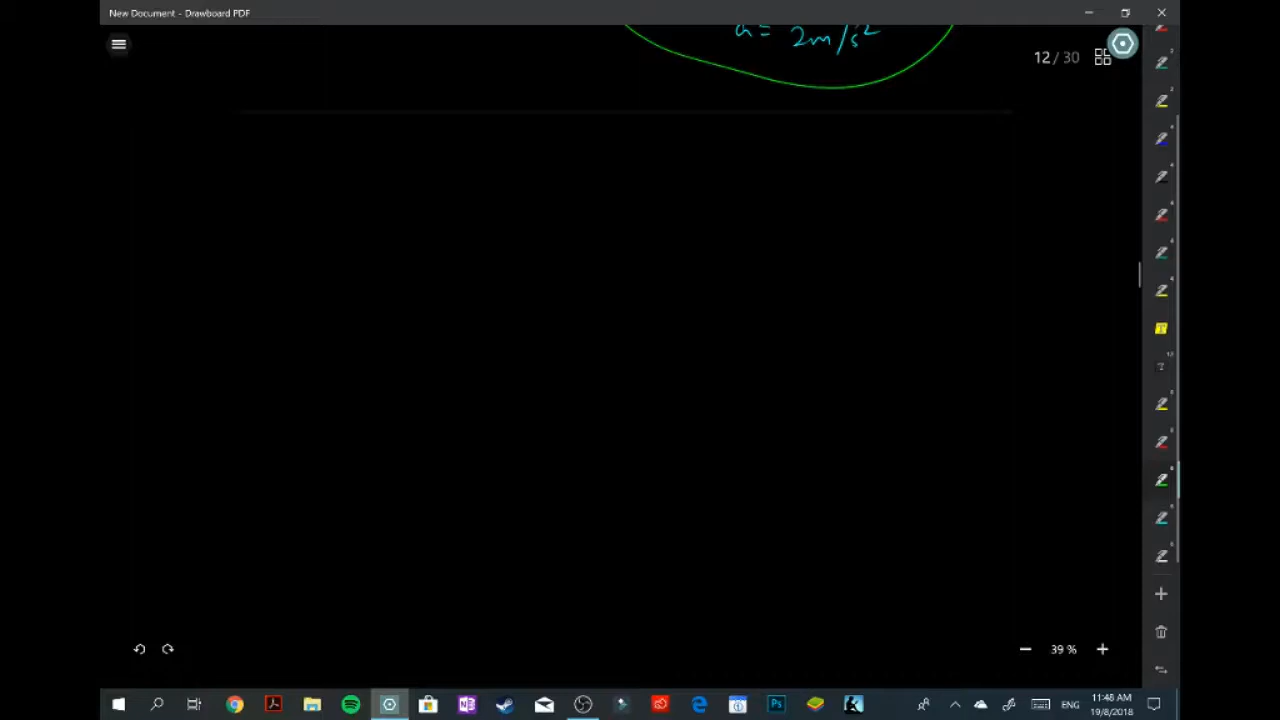 New Document - Drawboard PDF
a = 2m/s²
12 / 30
39 %
ENG
11:48 AM
19/8/2018